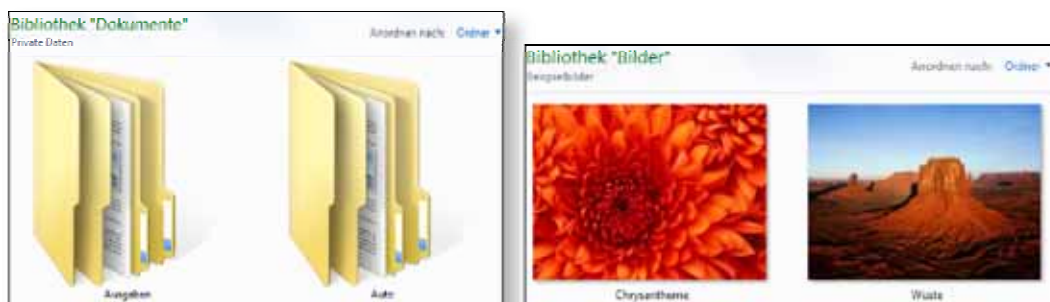 Bibliothek "Dokumente"
Private Daten
Anordnen nach: Ordner
Ausgaben
Auto
Bibliothek "Bilder"
Beispielbilder
Anordnen nach: Ordner
Chrysantheme
Wüste